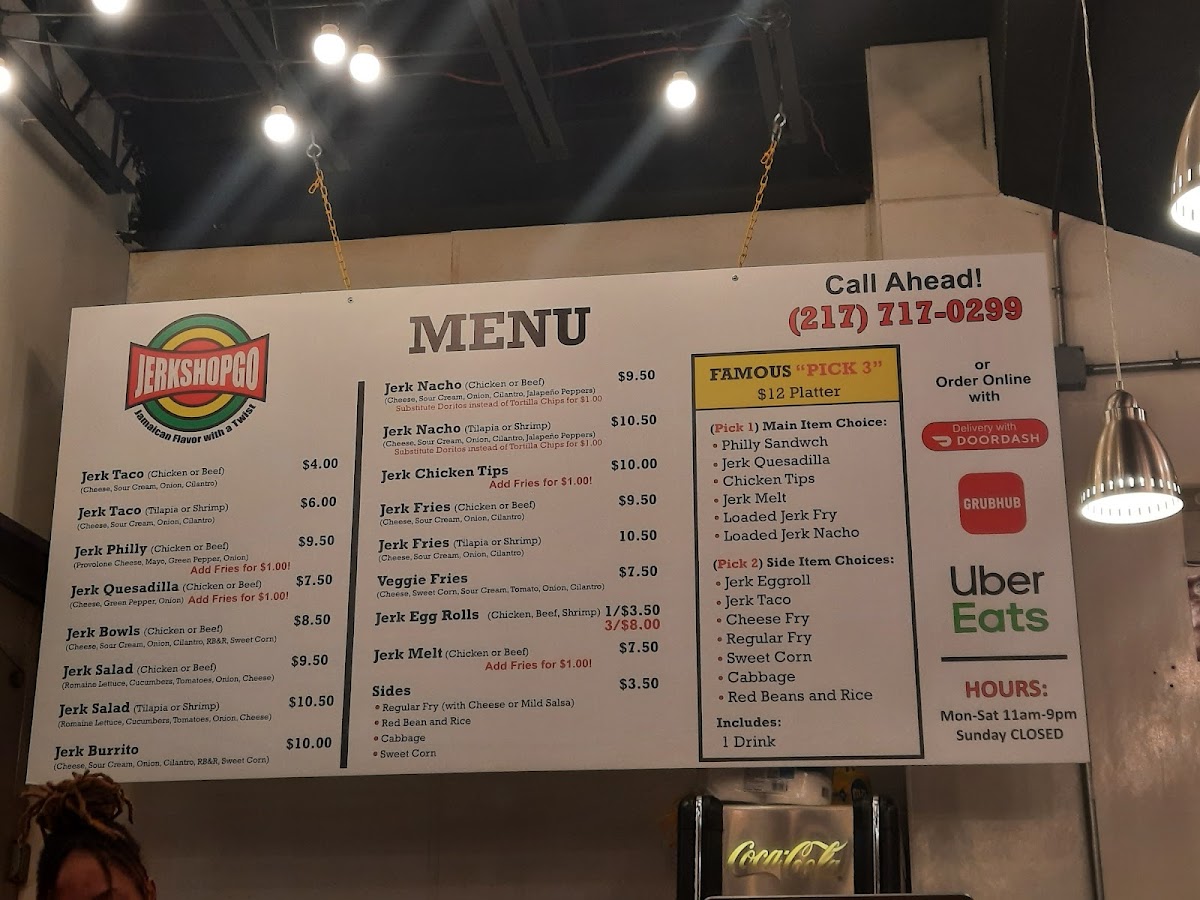 JERKSHOPGO
Jamaican Flavor with a Twist
Jerk Taco (Chicken or Beef) $4.00
(Cheese, Sour Cream, Onion, Cilantro)
Jerk Taco (Tilapia or Shrimp) $6.00
(Cheese, Sour Cream, Onion, Cilantro)
Jerk Philly (Chicken or Beef) $9.50
(Provolone Cheese, Mayo, Green Pepper, Onion)
Add Fries for $1.00!
Jerk Quesadilla (Chicken or Beef) $7.50
(Cheese, Green Pepper, Onion) Add Fries for $1.00!
Jerk Bowls (Chicken or Beef) $8.50
(Cheese, Sour Cream, Onion, Cilantro, RB&R, Sweet Corn)
Jerk Salad (Chicken or Beef) $9.50
(Romaine Lettuce, Cucumbers, Tomatoes, Onion, Cheese)
Jerk Salad (Tilapia or Shrimp) $10.50
(Romaine Lettuce, Cucumbers, Tomatoes, Onion, Cheese)
Jerk Burrito $10.00
(Cheese, Sour Cream, Onion, Cilantro, RB&R, Sweet Corn)
MENU
Jerk Nacho (Chicken or Beef) $9.50
(Cheese, Sour Cream, Onion, Cilantro, Jalapeño Peppers)
Substitute Doritos instead of Tortilla Chips for $1.00
Jerk Nacho (Tilapia or Shrimp) $10.50
(Cheese, Sour Cream, Onion, Cilantro, Jalapeño Peppers)
Substitute Doritos instead of Tortilla Chips for $1.00
Jerk Chicken Tips $10.00
Add Fries for $1.00!
Jerk Fries (Chicken or Beef) $9.50
(Cheese, Sour Cream, Onion, Cilantro)
Jerk Fries (Tilapia or Shrimp) 10.50
(Cheese, Sour Cream, Onion, Cilantro)
Veggie Fries $7.50
(Cheese, Sweet Corn, Sour Cream, Tomato, Onion, Cilantro)
Jerk Egg Rolls (Chicken, Beef, Shrimp) 1/$3.50
3/$8.00
Jerk Melt (Chicken or Beef) $7.50
Add Fries for $1.00!
Sides $3.50
• Regular Fry (with Cheese or Mild Salsa)
• Red Bean and Rice
• Cabbage
• Sweet Corn
Call Ahead!
(217) 717-0299
FAMOUS "PICK 3"
$12 Platter
(Pick 1) Main Item Choice:
• Philly Sandwch
• Jerk Quesadilla
• Chicken Tips
• Jerk Melt
• Loaded Jerk Fry
• Loaded Jerk Nacho
(Pick 2) Side Item Choices:
• Jerk Eggroll
• Jerk Taco
• Cheese Fry
• Regular Fry
• Sweet Corn
• Cabbage
• Red Beans and Rice
Includes:
1 Drink
or
Order Online
with
Delivery with
DOORDASH
GRUBHUB
Uber
Eats
HOURS:
Mon-Sat 11am-9pm
Sunday CLOSED
Coca-Cola